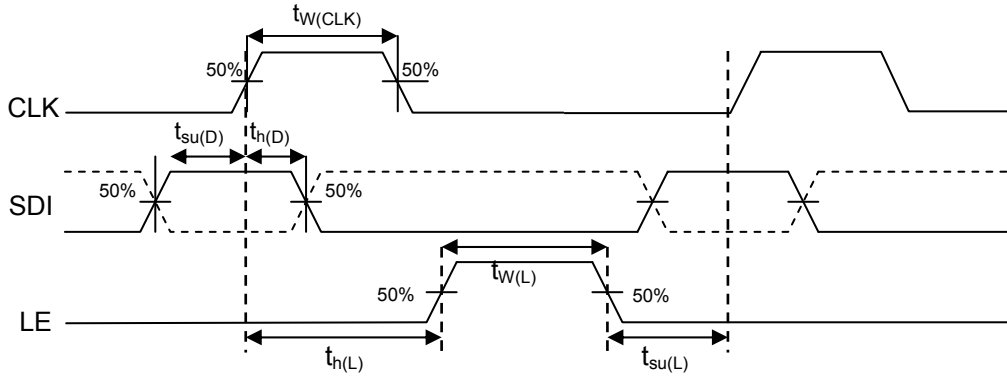 tW(CLK)
50%
50%
CLK
tsu(D)
th(D)
50%
50%
SDI
tW(L)
50%
50%
LE
th(L)
tsu(L)